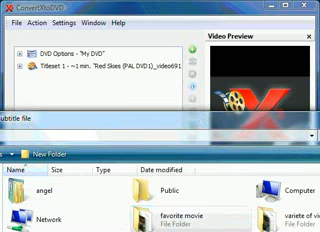 ConvertXtoDVD
File Action Settings Window Help
Video Preview
DVD Options - "My DVD"
Titleset 1 - ~1 min. "Red Skies (PAL DVD1)_video691
ubtitle file
New Folder
Name Size Type Date modified
angel Public Computer
Network favorite movie variete of v
File Folder File Folder